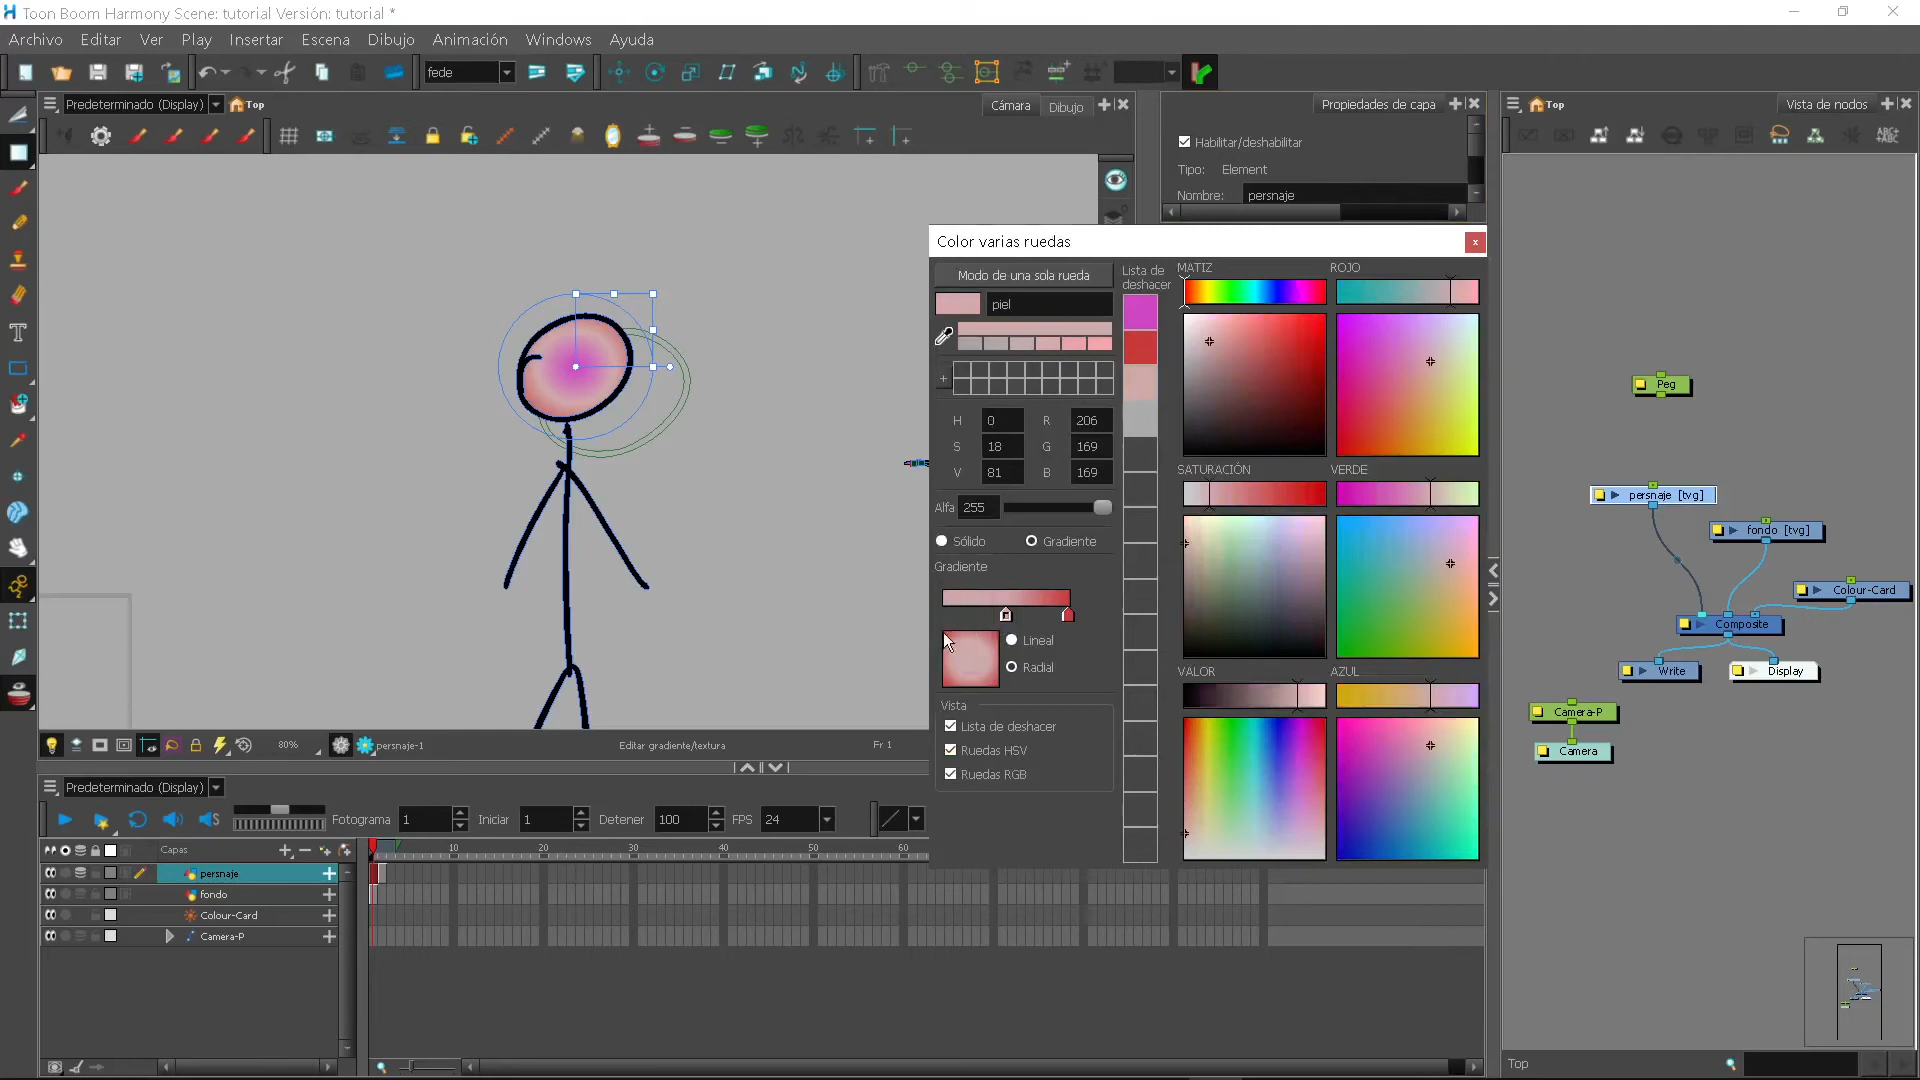 Toon Boom Harmony Scene: tutorial Versión: tutorial *
Archivo Editar Ver Play Insertar Escena Dibujo Animación Windows Ayuda
fede
Predeterminado (Display) Top Cámara Dibujo Propiedades de capa Top Vista de nodos
ABC+
ABC
Habilitar/deshabilitar
Tipo: Element
Nombre: persnaje
Color varias ruedas x
Modo de una sola rueda
Lista de
deshacer
piel
H 0 R 206
S 18 G 169
V 81 B 169
Alfa 255
Sólido Gradiente
Gradiente
Lineal
Radial
Vista
Lista de deshacer
Ruedas HSV
Ruedas RGB
MATIZ ROJO
SATURACIÓN VERDE
VALOR AZUL
Peg
persnaje [tvg]
fondo [tvg]
Colour-Card
Composite
Write Display
Camera-P
Camera
Top
80% persnaje-1 Editar gradiente/textura Fr 1
Predeterminado (Display)
Fotograma 1 Iniciar 1 Detener 100 FPS 24
Capas
10 20 30 40 50 60
persnaje
fondo
Colour-Card
Camera-P